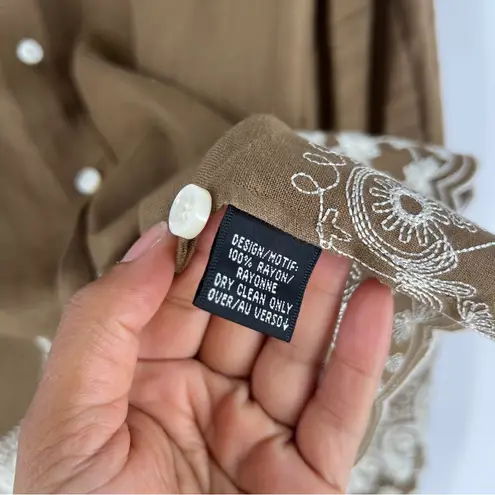 DESIGN/MOTIF:
100% RAYON/
RAYONNE
DRY CLEAN ONLY
OVER/AU VERSO↓